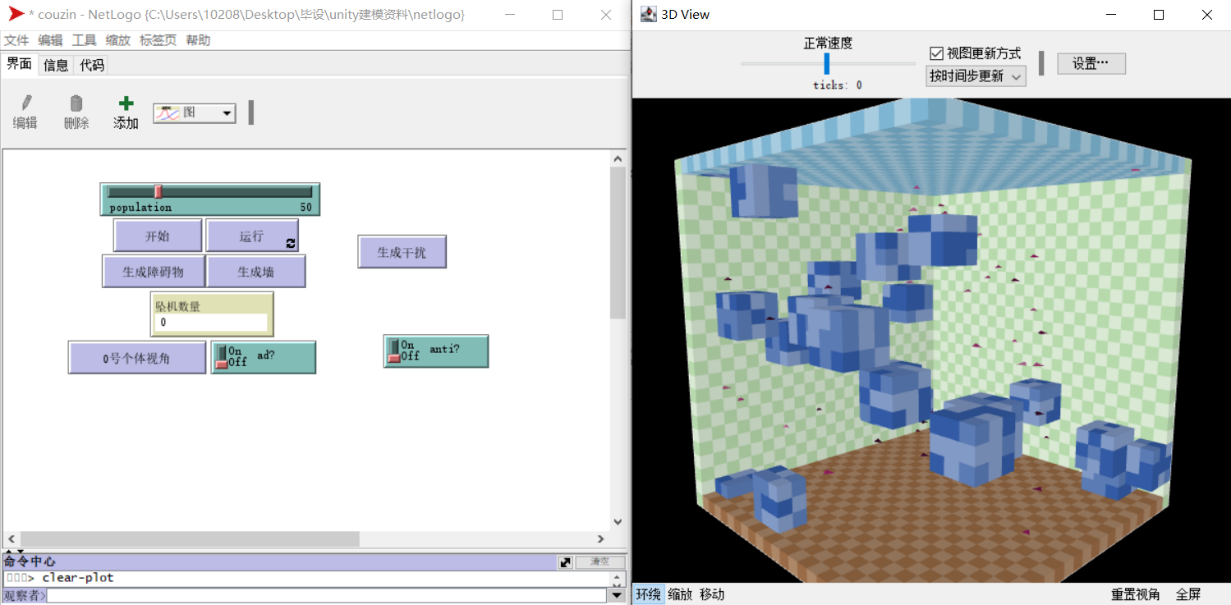 * couzin - NetLogo {C:\Users\10208\Desktop\毕设\unity建模资料\netlogo}
文件 编辑 工具 缩放 标签页 帮助
界面 信息 代码
编辑 删除 添加 图
population 50
开始 运行
生成障碍物 生成墙
生成干扰
坠机数量
0
0号个体视角
On
Off
ad?
On
Off
anti?
命令中心 清空
> clear-plot
观察者>
3D View
正常速度
ticks: 0
视图更新方式
按时间步更新
设置…
环绕 缩放 移动 重置视角 全屏